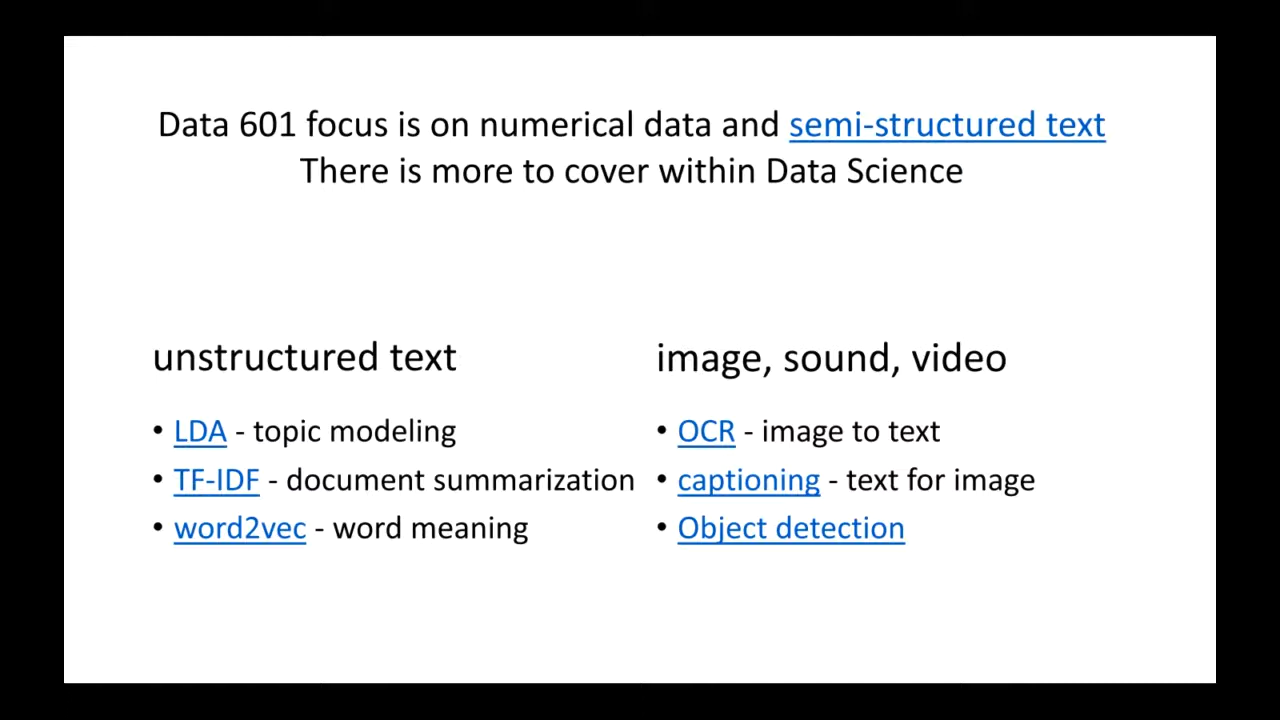 Data 601 focus is on numerical data and semi-structured text
There is more to cover within Data Science
unstructured text
• LDA - topic modeling
• TF-IDF - document summarization
• word2vec - word meaning
image, sound, video
• OCR - image to text
• captioning - text for image
• Object detection